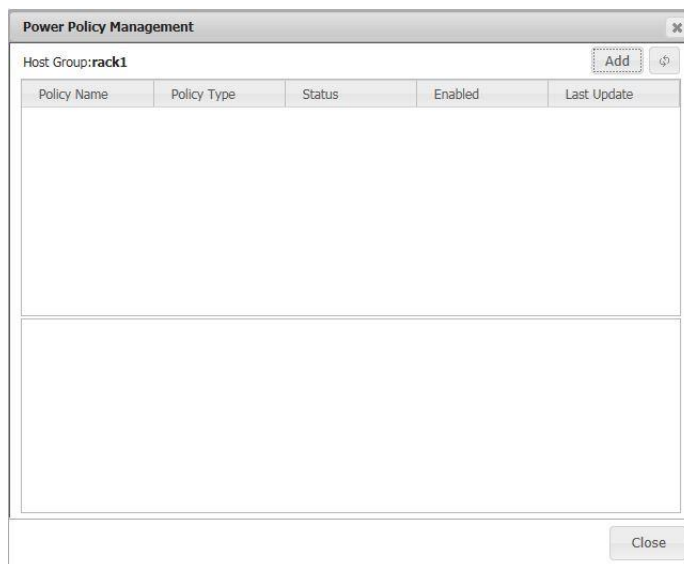 Power Policy Management
Host Group:rack1
Add
Policy Name Policy Type Status Enabled Last Update
Close